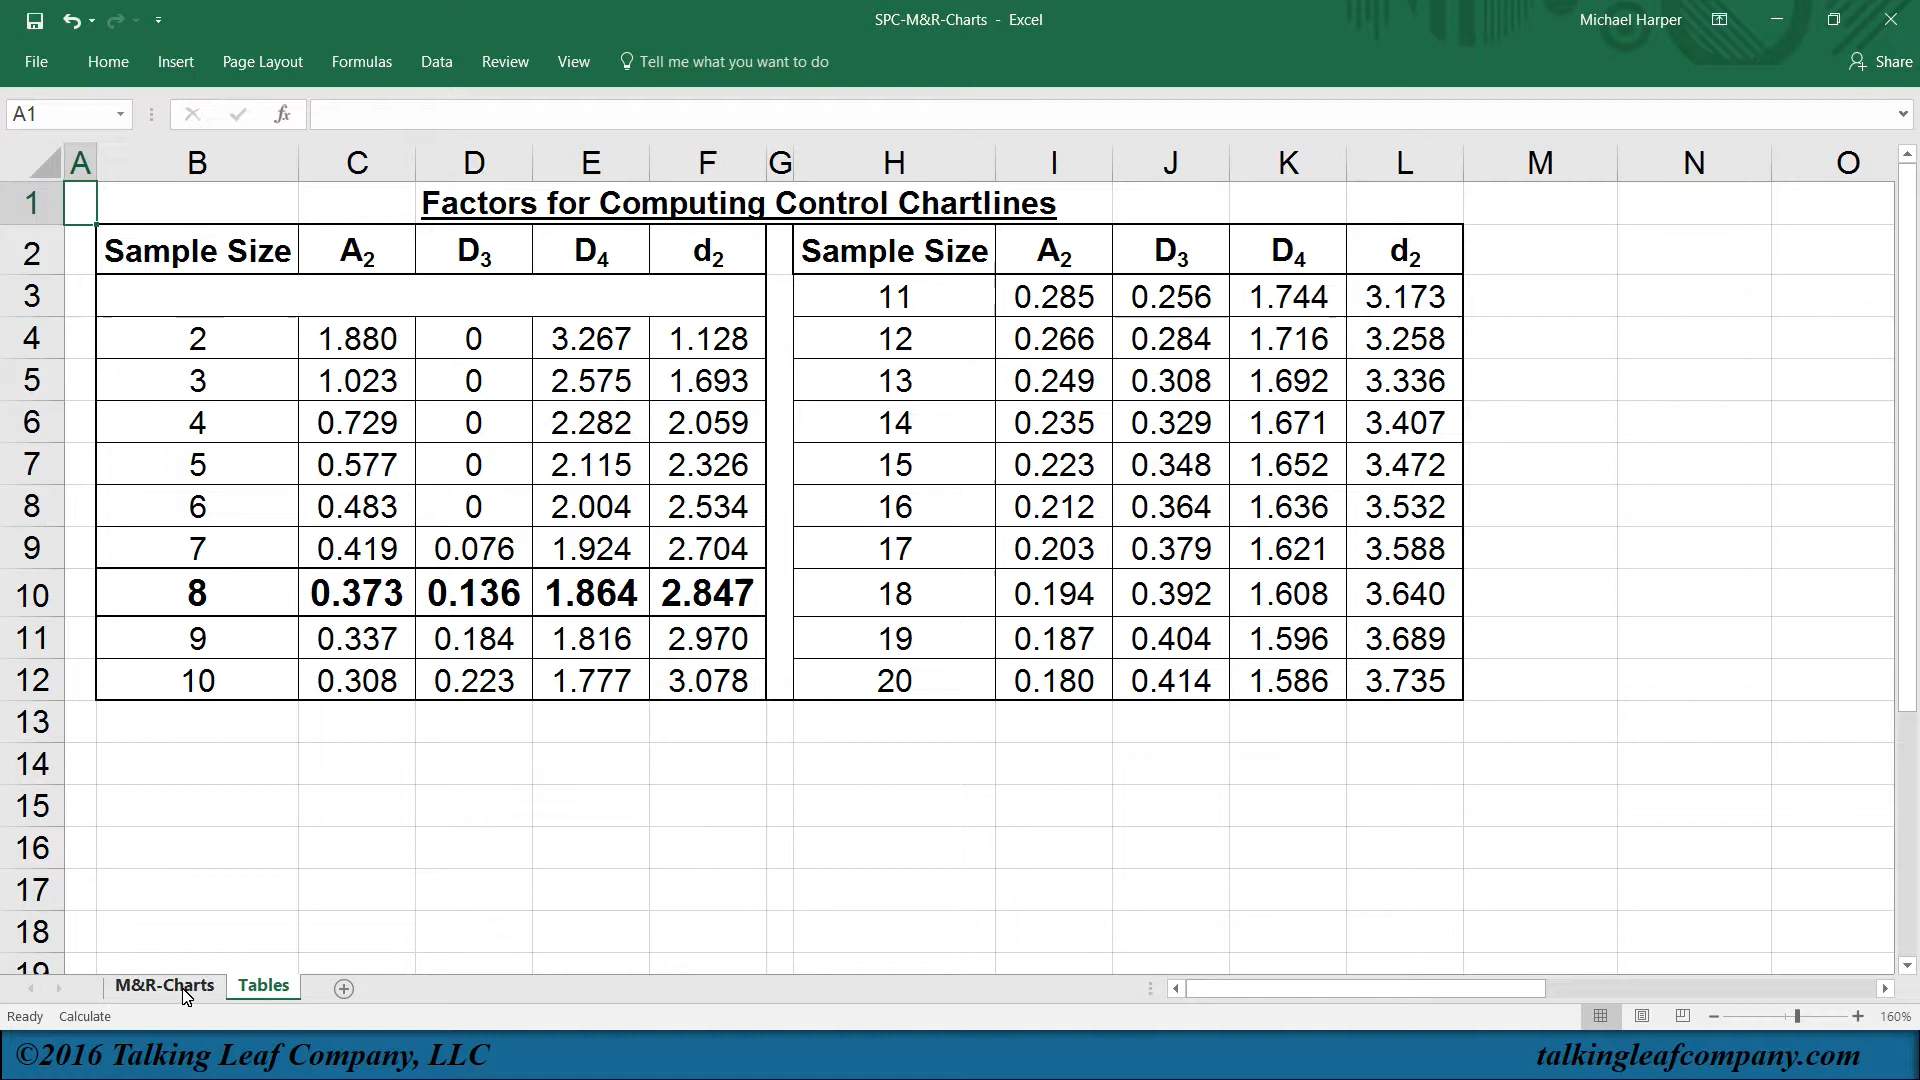 SPC-M&R-Charts - Excel
Michael Harper
File Home Insert Page Layout Formulas Data Review View Tell me what you want to do Share
A1 fx
A B C D E F G H I J K L M N O
1 Factors for Computing Control Chartlines
2 Sample Size A2 D3 D4 d2 Sample Size A2 D3 D4 d2
3 11 0.285 0.256 1.744 3.173
4 2 1.880 0 3.267 1.128 12 0.266 0.284 1.716 3.258
5 3 1.023 0 2.575 1.693 13 0.249 0.308 1.692 3.336
6 4 0.729 0 2.282 2.059 14 0.235 0.329 1.671 3.407
7 5 0.577 0 2.115 2.326 15 0.223 0.348 1.652 3.472
8 6 0.483 0 2.004 2.534 16 0.212 0.364 1.636 3.532
9 7 0.419 0.076 1.924 2.704 17 0.203 0.379 1.621 3.588
10 8 0.373 0.136 1.864 2.847 18 0.194 0.392 1.608 3.640
11 9 0.337 0.184 1.816 2.970 19 0.187 0.404 1.596 3.689
12 10 0.308 0.223 1.777 3.078 20 0.180 0.414 1.586 3.735
13
14
15
16
17
18
19
M&R-Charts Tables
Ready Calculate 160%
©2016 Talking Leaf Company, LLC talkingleafcompany.com